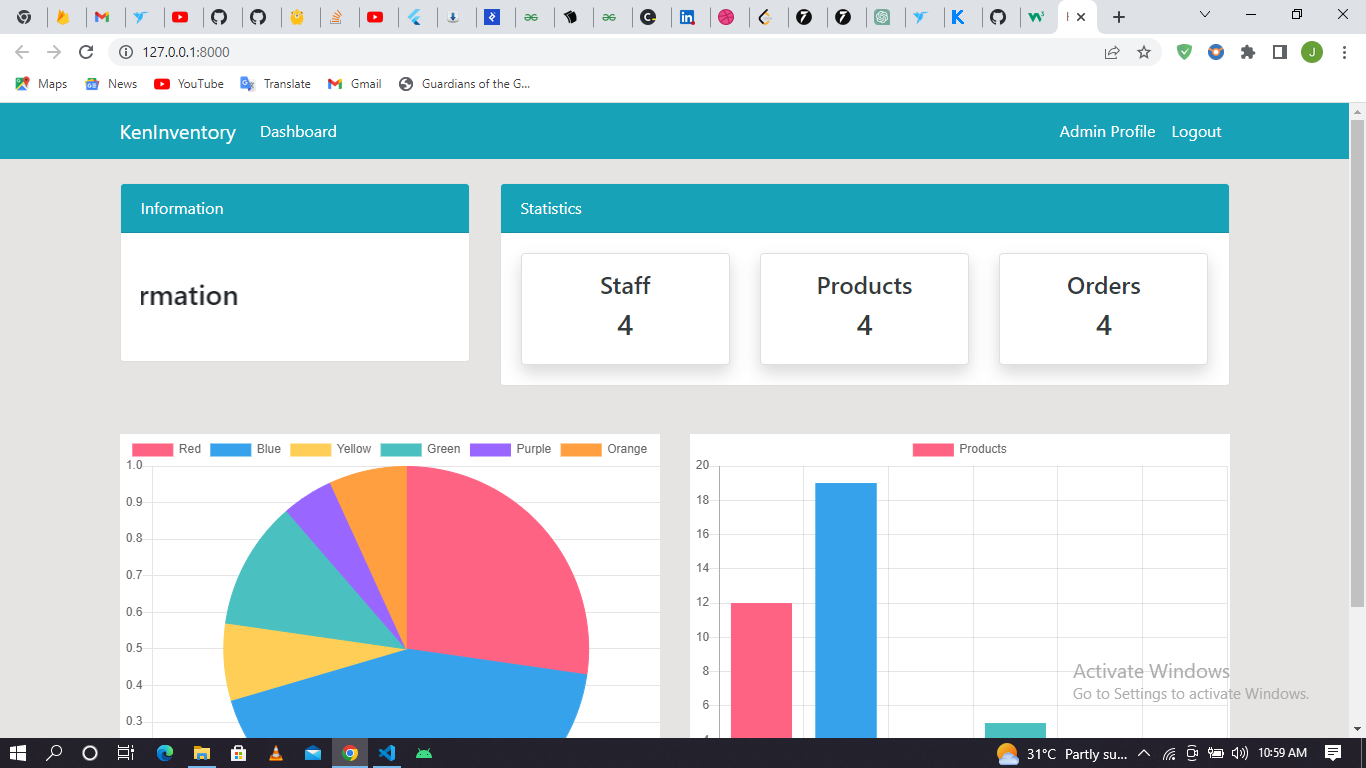 127.0.0.1:8000
J
Maps News YouTube Translate Gmail Guardians of the G...
KenInventory Dashboard Admin Profile Logout
Information
rmation
Statistics
Staff
4
Products
4
Orders
4
Red Blue Yellow Green Purple Orange
1.0
0.9
0.8
0.7
0.6
0.5
0.4
0.3
Products
20
18
16
14
12
10
8
6
Activate Windows
Go to Settings to activate Windows.
31°C Partly su... 10:59 AM